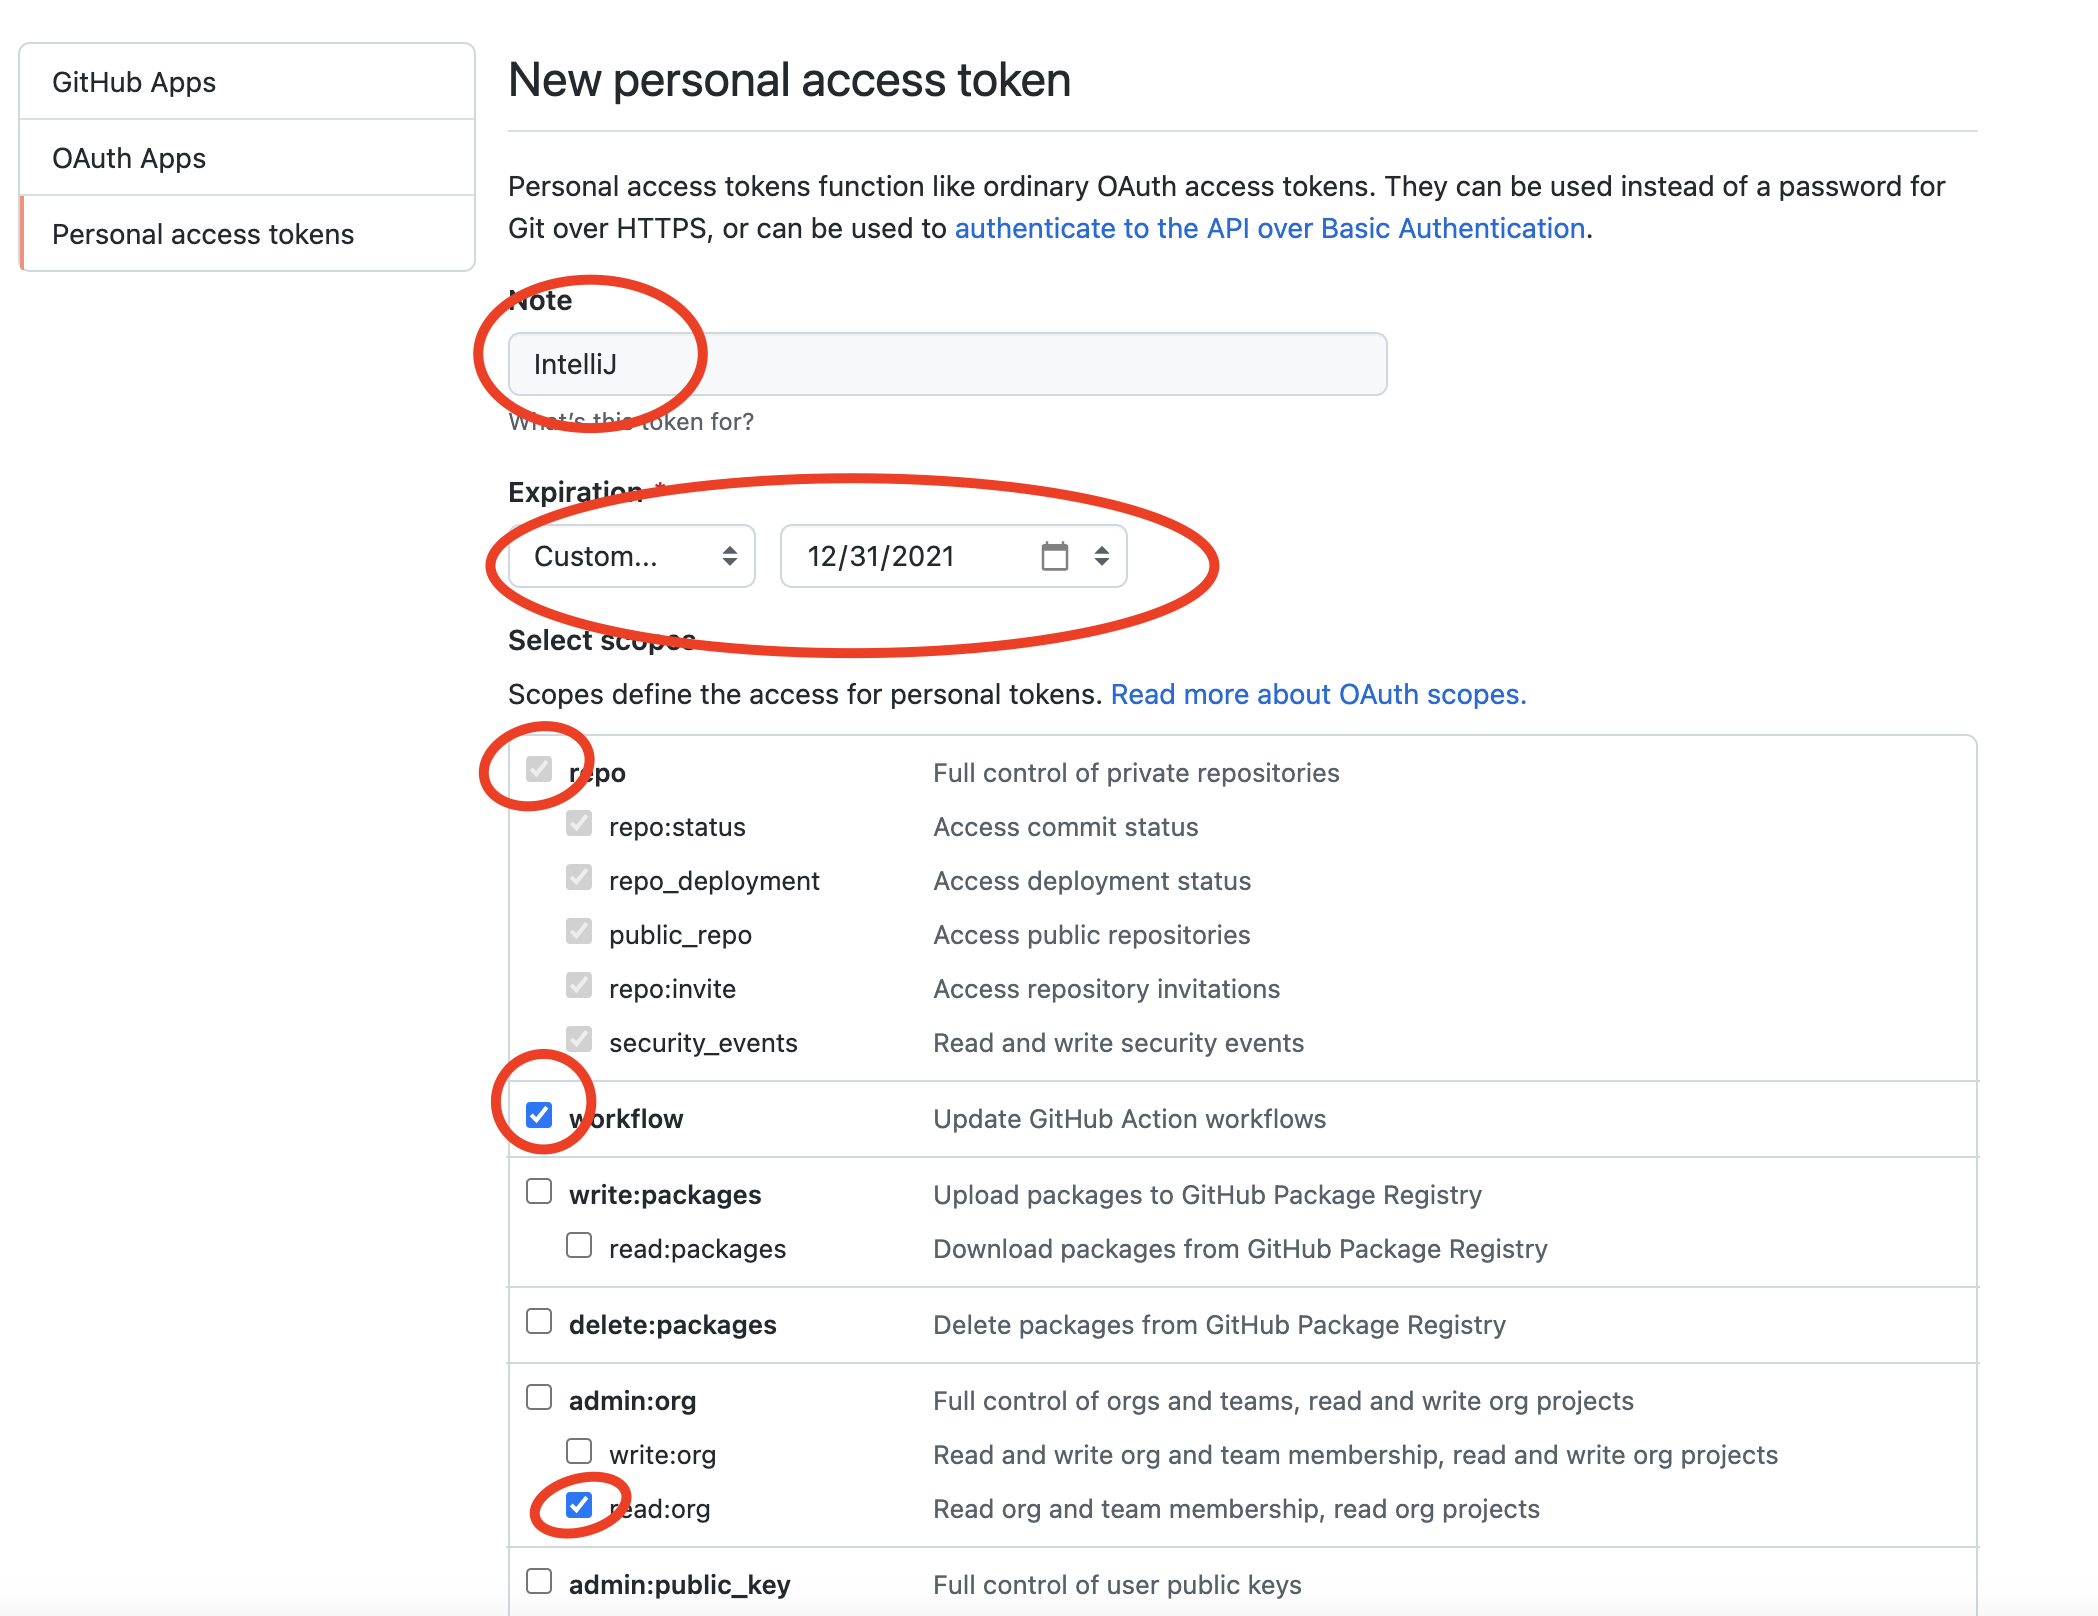 GitHub Apps
OAuth Apps
Personal access tokens
New personal access token
Personal access tokens function like ordinary OAuth access tokens. They can be used instead of a password for
Git over HTTPS, or can be used to authenticate to the API over Basic Authentication.
Note
IntelliJ
What's this token for?
Expiration *
Custom... 12/31/2021
Select scopes
Scopes define the access for personal tokens. Read more about OAuth scopes.
repo Full control of private repositories
repo:status Access commit status
repo_deployment Access deployment status
public_repo Access public repositories
repo:invite Access repository invitations
security_events Read and write security events
workflow Update GitHub Action workflows
write:packages Upload packages to GitHub Package Registry
read:packages Download packages from GitHub Package Registry
delete:packages Delete packages from GitHub Package Registry
admin:org Full control of orgs and teams, read and write org projects
write:org Read and write org and team membership, read and write org projects
read:org Read org and team membership, read org projects
admin:public_key Full control of user public keys